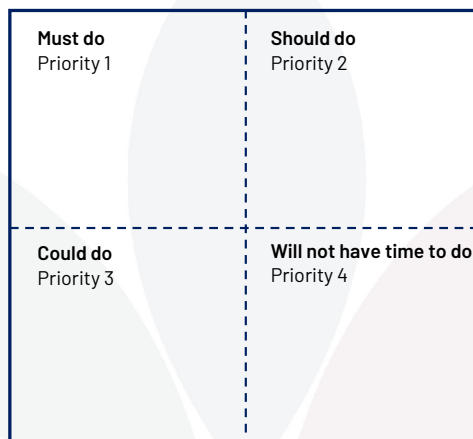 Must do
Priority 1
Should do
Priority 2
Could do
Priority 3
Will not have time to do
Priority 4